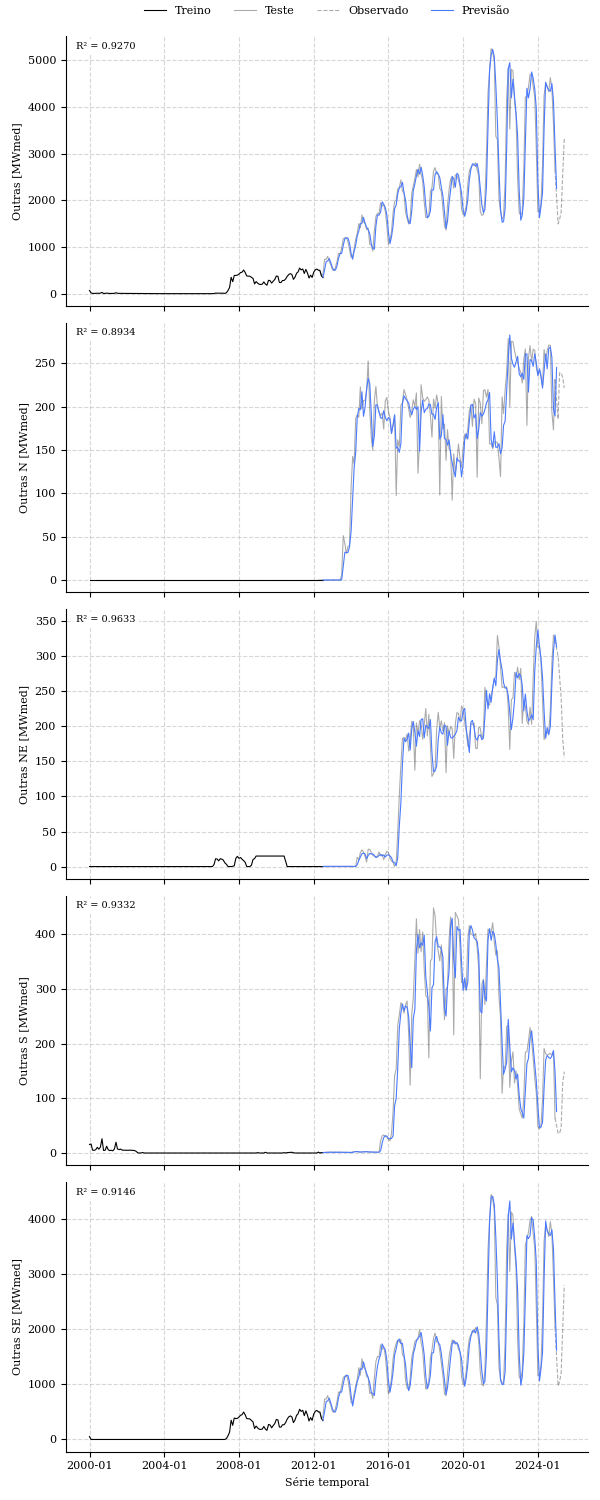 Treino Teste Observado Previsão
R² = 0.9270
Outras [MWmed]
5000
4000
3000
2000
1000
0
R² = 0.8934
Outras N [MWmed]
250
200
150
100
50
0
R² = 0.9633
Outras NE [MWmed]
350
300
250
200
150
100
50
0
R² = 0.9332
Outras S [MWmed]
400
300
200
100
0
R² = 0.9146
Outras SE [MWmed]
4000
3000
2000
1000
0
2000-01 2004-01 2008-01 2012-01 2016-01 2020-01 2024-01
Série temporal